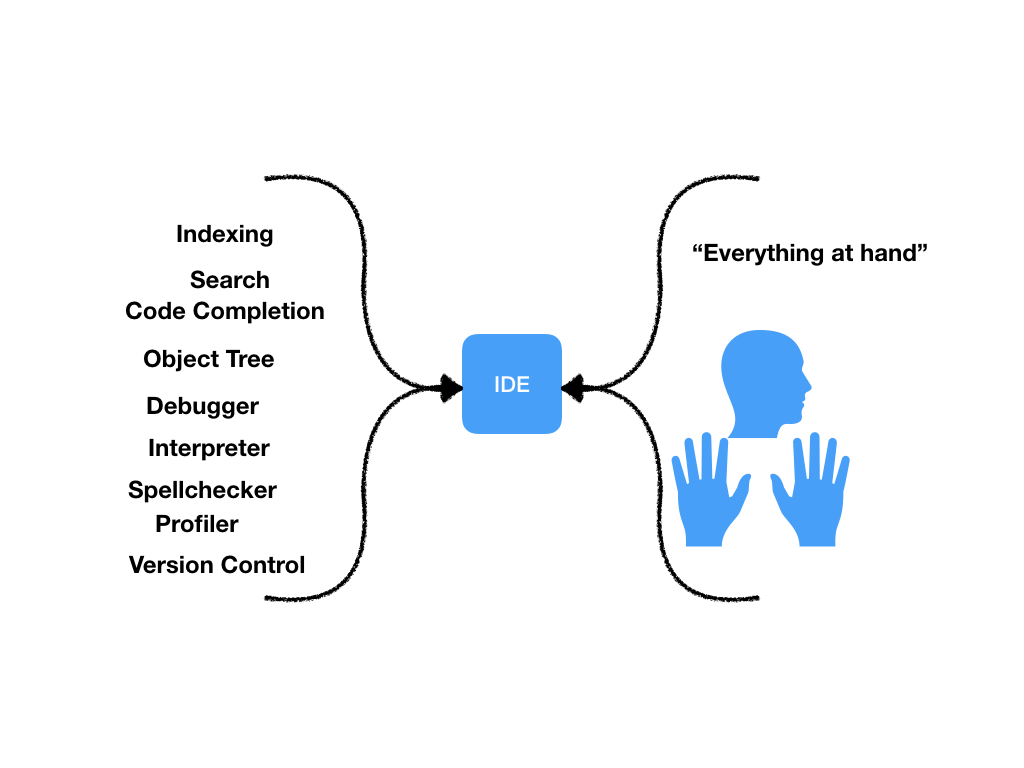 Indexing
Search
Code Completion
Object Tree
Debugger
Interpreter
Spellchecker
Profiler
Version Control
IDE
“Everything at hand”